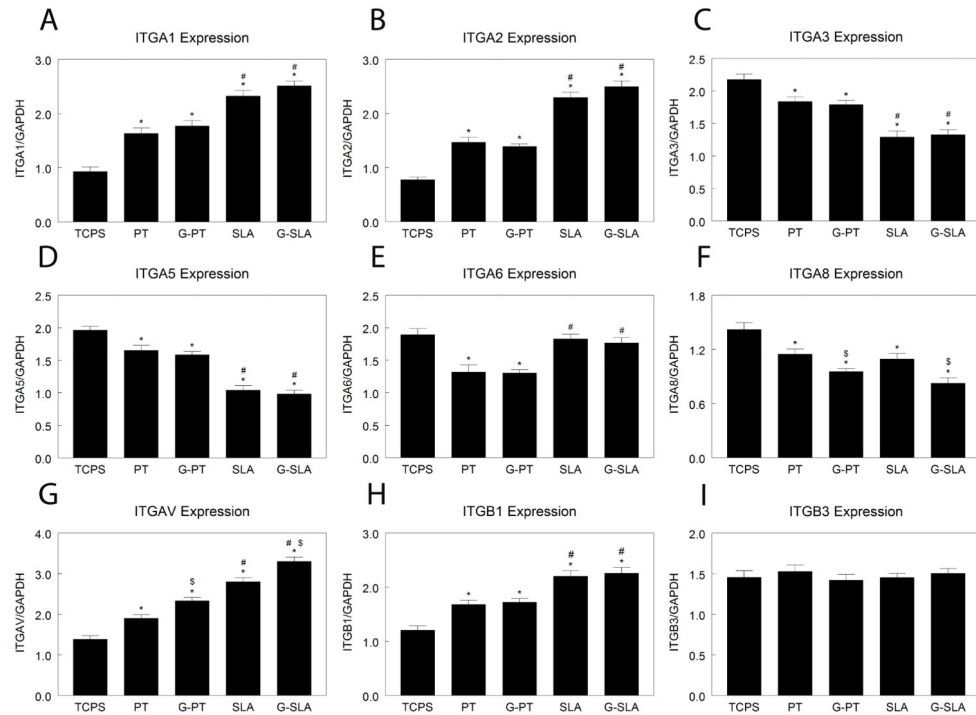 A
ITGA1 Expression
ITGA1/GAPDH
3.0
2.0
1.0
0.0
*
*
#
*
#
*
TCPS PT G-PT SLA G-SLA
B
ITGA2 Expression
ITGA2/GAPDH
3.0
2.0
1.0
0.0
*
*
#
*
#
*
TCPS PT G-PT SLA G-SLA
C
ITGA3 Expression
ITGA3/GAPDH
2.5
2.0
1.5
1.0
1.5
0.0
*
*
#
*
#
*
TCPS PT G-PT SLA G-SLA
D
ITGA5 Expression
ITGA5/GAPDH
2.5
2.0
1.5
1.0
0.5
0.0
*
*
#
*
#
*
TCPS PT G-PT SLA G-SLA
E
ITGA6 Expression
ITGA6/GAPDH
2.5
2.0
1.5
1.0
0.5
0.0
*
*
#
#
TCPS PT G-PT SLA G-SLA
F
ITGA8 Expression
ITGA8/GAPDH
1.8
1.2
0.6
0.0
*
$
*
*
$
*
TCPS PT G-PT SLA G-SLA
G
ITGAV Expression
ITGAV/GAPDH
4.0
3.0
2.0
1.0
0.0
*
$
*
#
*
# $
*
TCPS PT G-PT SLA G-SLA
H
ITGB1 Expression
ITGB1/GAPDH
3.0
2.0
1.0
0.0
*
*
#
*
#
*
TCPS PT G-PT SLA G-SLA
I
ITGB3 Expression
ITGB3/GAPDH
2.0
1.5
1.0
0.5
0.0
TCPS PT G-PT SLA G-SLA